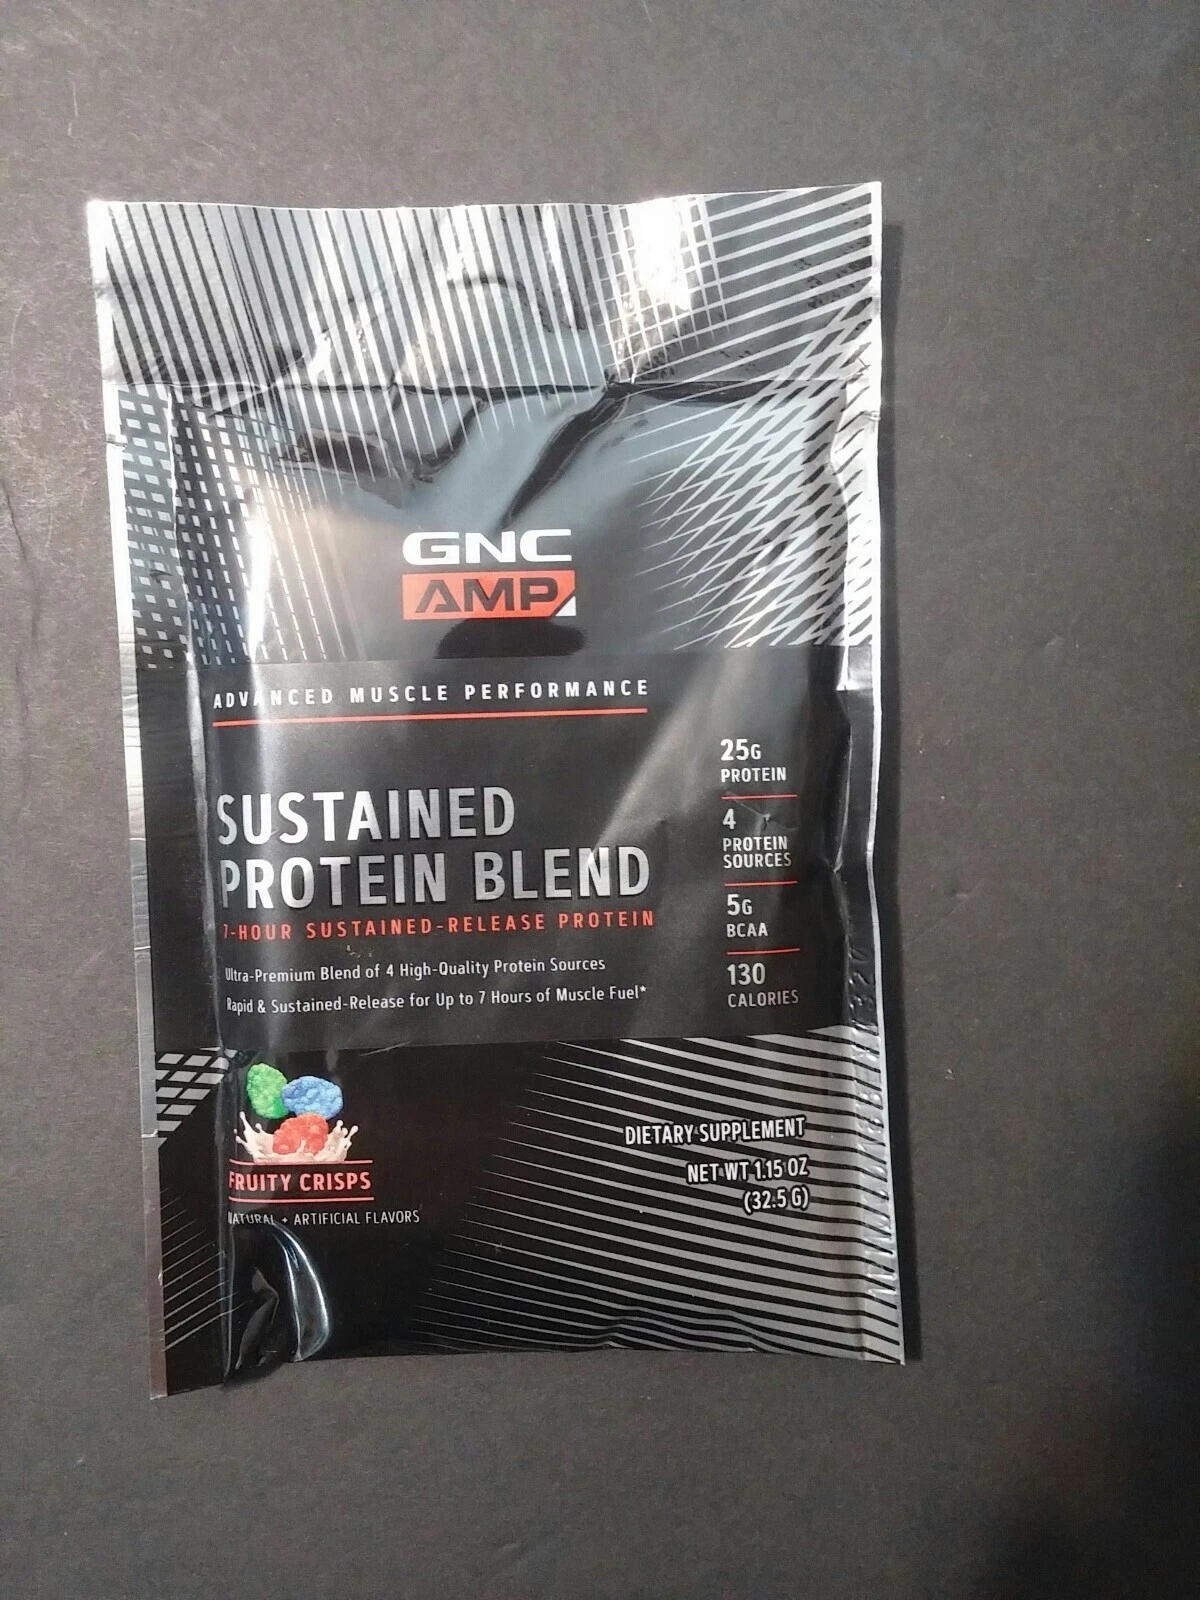 GNC
AMP
ADVANCED MUSCLE PERFORMANCE
SUSTAINED
PROTEIN BLEND
7-HOUR SUSTAINED-RELEASE PROTEIN
Ultra-Premium Blend of 4 High-Quality Protein Sources
Rapid & Sustained-Release for Up to 7 Hours of Muscle Fuel*
25G
PROTEIN
4
PROTEIN
SOURCES
5G
BCAA
130
CALORIES
FRUITY CRISPS
NATURAL + ARTIFICIAL FLAVORS
DIETARY SUPPLEMENT
NET WT 1.15 OZ
(32.5 G)